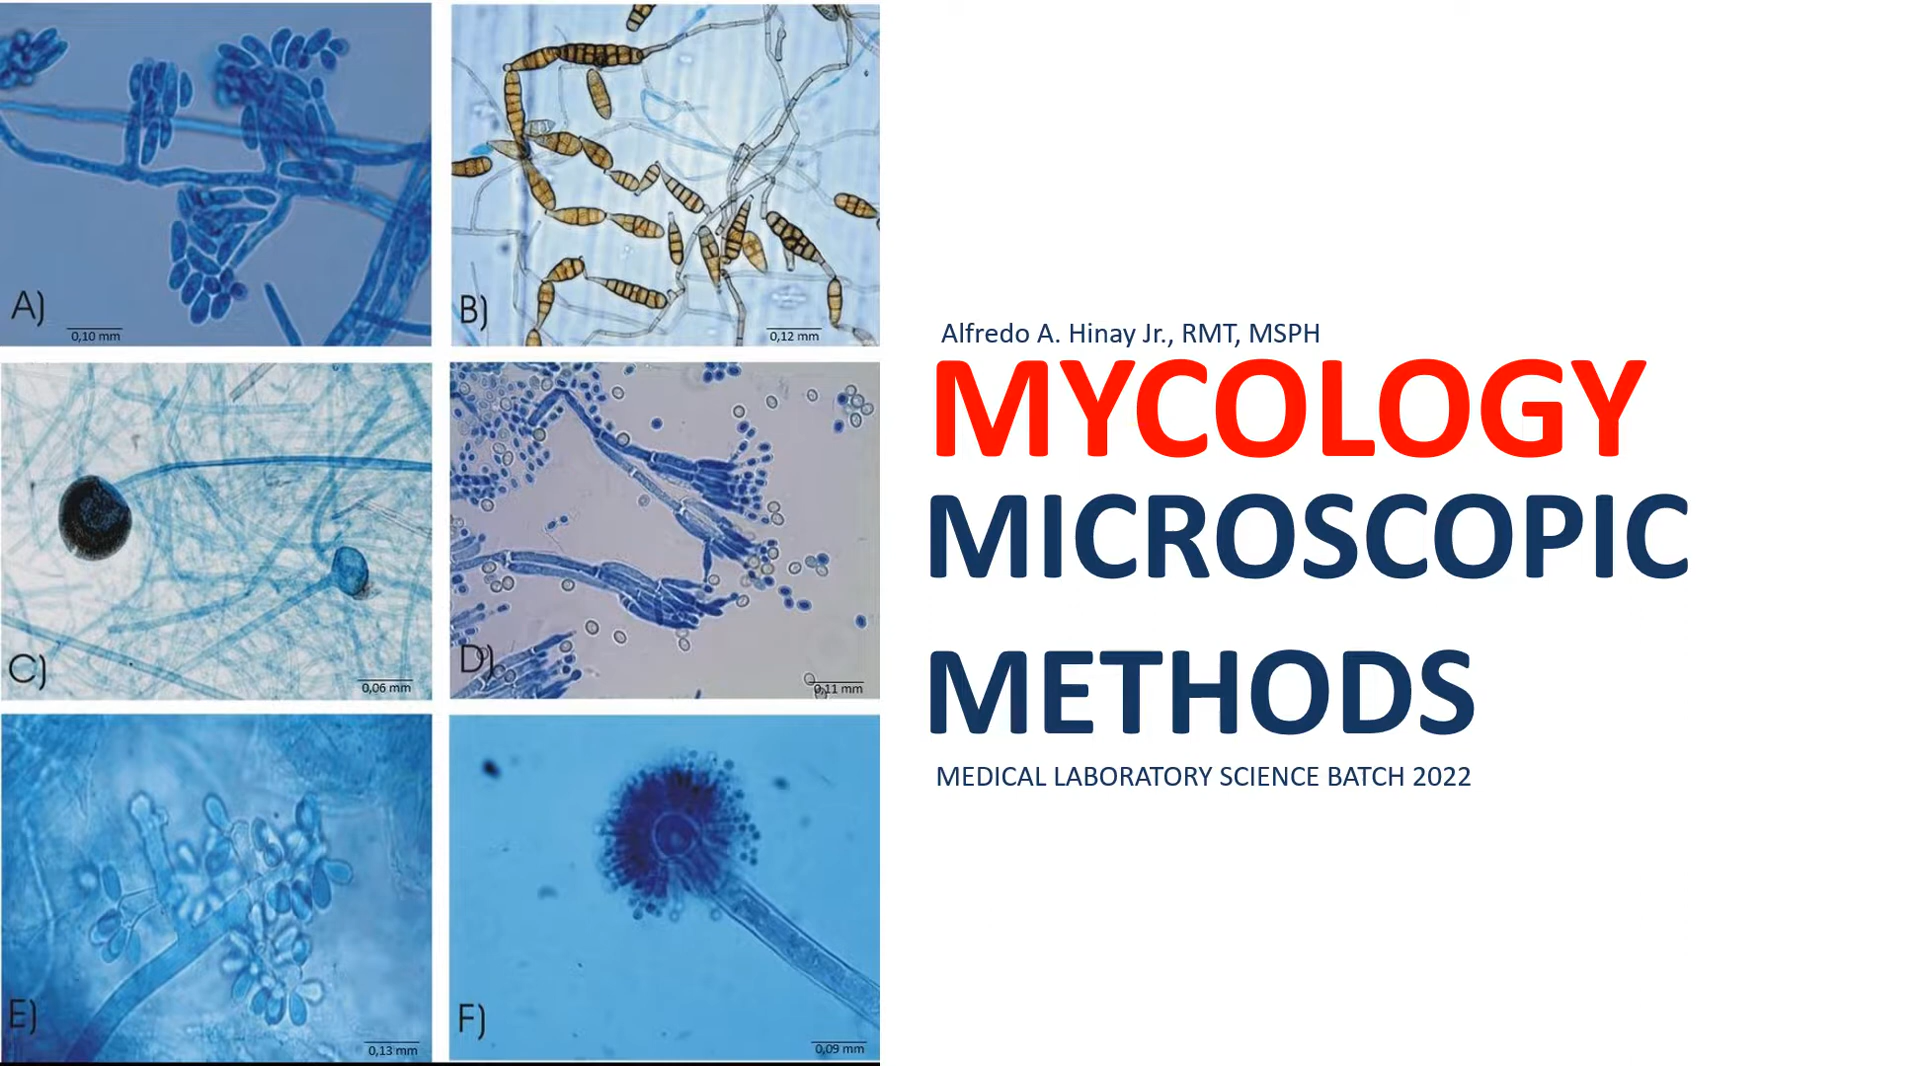 A)
0,10 mm
B)
0,12 mm
C)
0,06 mm
D)
0,11 mm
E)
0,13 mm
F)
0,09 mm
Alfredo A. Hinay Jr., RMT, MSPH
MYCOLOGY
MICROSCOPIC
METHODS
MEDICAL LABORATORY SCIENCE BATCH 2022